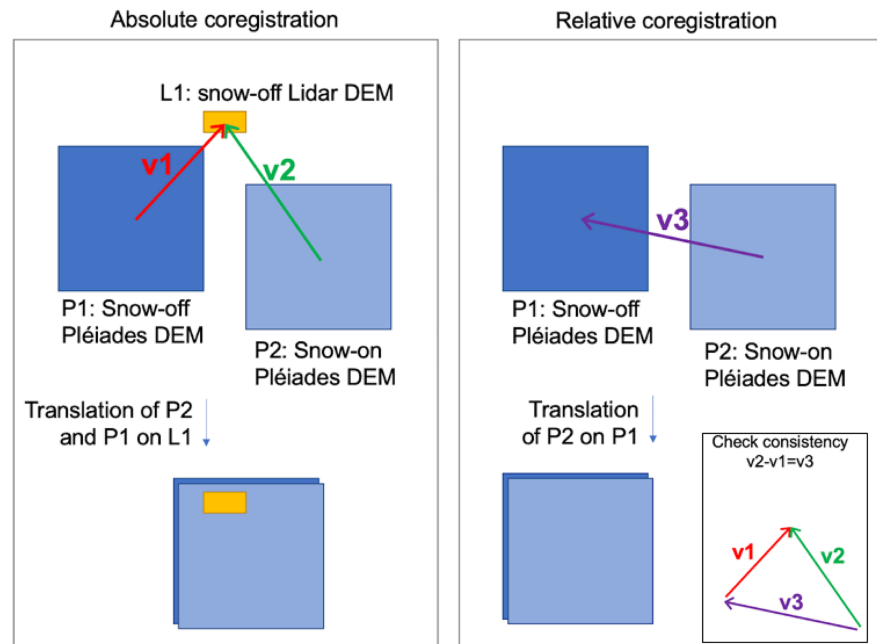 Absolute coregistration
L1: snow-off Lidar DEM
v1
v2
P1: Snow-off
Pléiades DEM
P2: Snow-on
Pléiades DEM
Translation of P2
and P1 on L1
Relative coregistration
v3
P1: Snow-off
Pléiades DEM
P2: Snow-on
Pléiades DEM
Translation
of P2 on P1
Check consistency
v2-v1=v3
v1
v2
v3